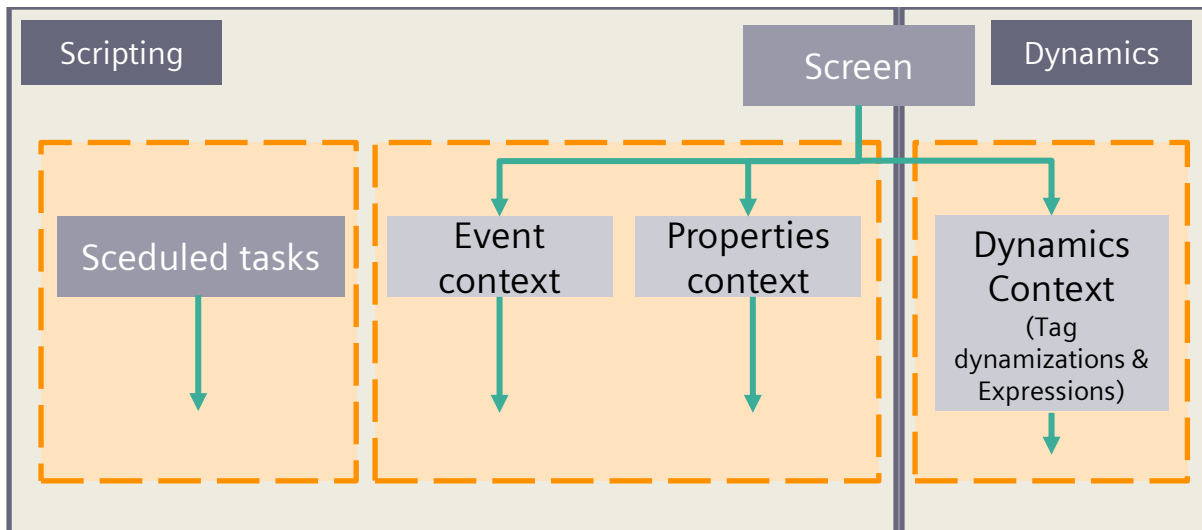 Scripting
Screen
Dynamics
Sceduled tasks
Event
context
Properties
context
Dynamics
Context
(Tag
dynamizations &
Expressions)